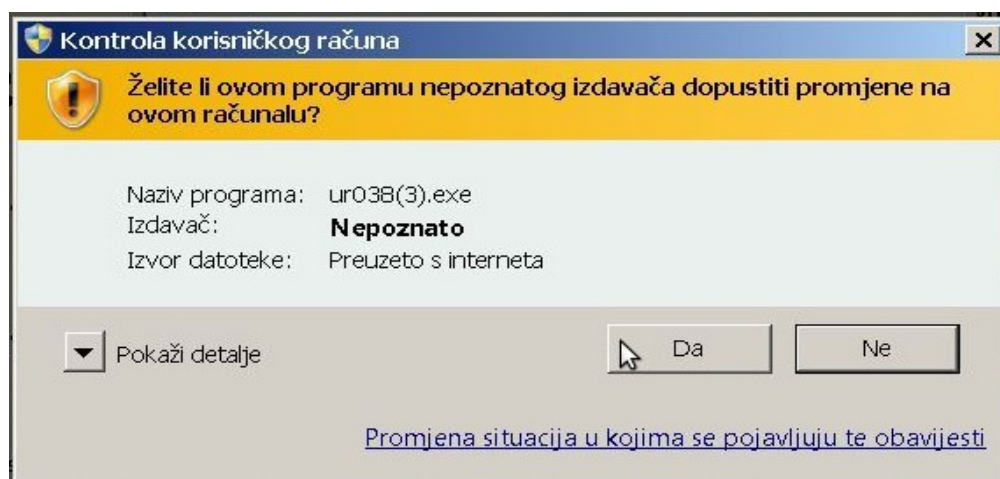 Kontrola korisničkog računa
Želite li ovom programu nepoznatog izdavača dopustiti promjene na
ovom računalu?
Naziv programa: ur038(3).exe
Izdavač: Nepoznato
Izvor datoteke: Preuzeto s interneta
Pokaži detalje
Da
Ne
Promjena situacija u kojima se pojavljuju te obavijesti